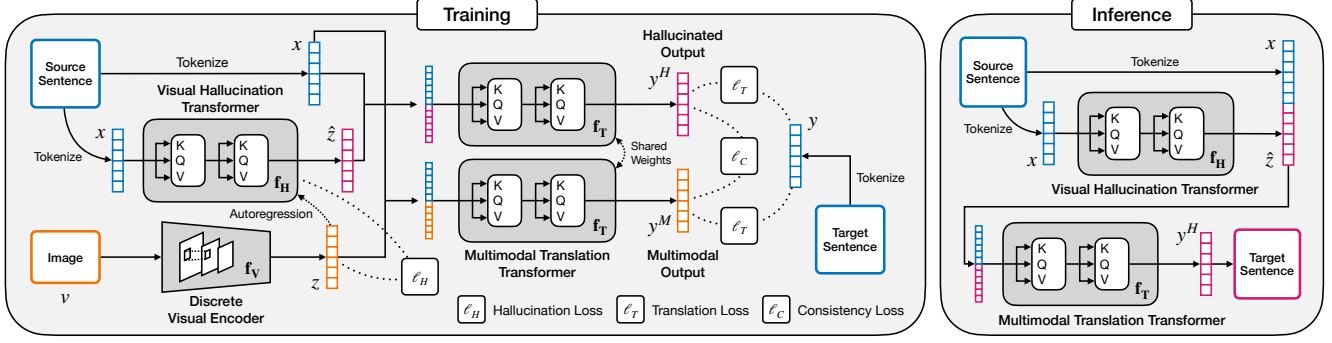 Training
Source
Sentence
Tokenize
x
Visual Hallucination
Transformer
x
Tokenize
K
Q
V
K
Q
V
f_H
ẑ
Autoregression
Image
v
f_V
Discrete
Visual Encoder
z
ℓ_H
K
Q
V
K
Q
V
f_T
Shared
Weights
K
Q
V
K
Q
V
f_T
Multimodal Translation
Transformer
Hallucinated
Output
y^H
ℓ_T
y
ℓ_C
Tokenize
y^M
ℓ_T
Multimodal
Output
Target
Sentence
ℓ_H Hallucination Loss
ℓ_T Translation Loss
ℓ_C Consistency Loss
Inference
Source
Sentence
Tokenize
x
Tokenize
x
K
Q
V
K
Q
V
f_H
ẑ
Visual Hallucination Transformer
K
Q
V
K
Q
V
f_T
y^H
Target
Sentence
Multimodal Translation Transformer